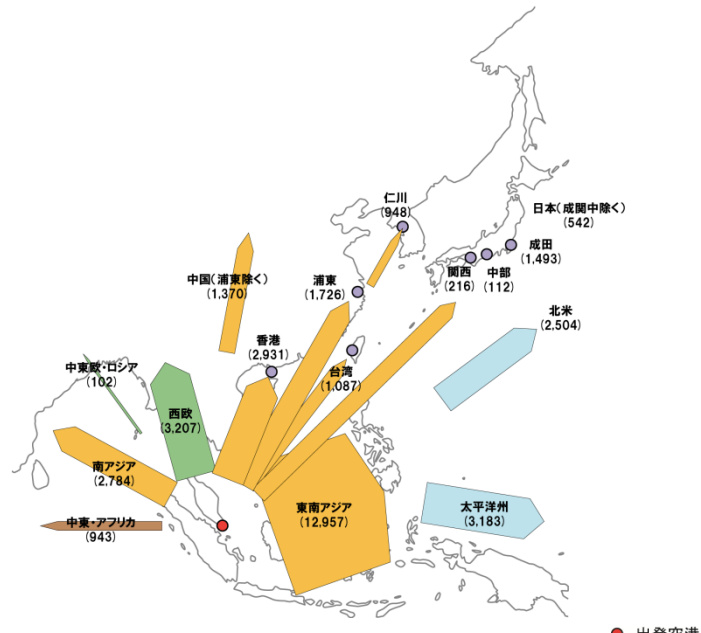 仁川
(948)
日本(成関中除く)
(542)
成田
(1,493)
関西
(216)
中部
(112)
中国(浦東除く)
(1,370)
浦東
(1,726)
北米
(2,504)
香港
(2,931)
台湾
(1,087)
中東欧・ロシア
(102)
西欧
(3,207)
南アジア
(2,784)
東南アジア
(12,957)
太平洋州
(3,183)
中東・アフリカ
(943)
出発空港